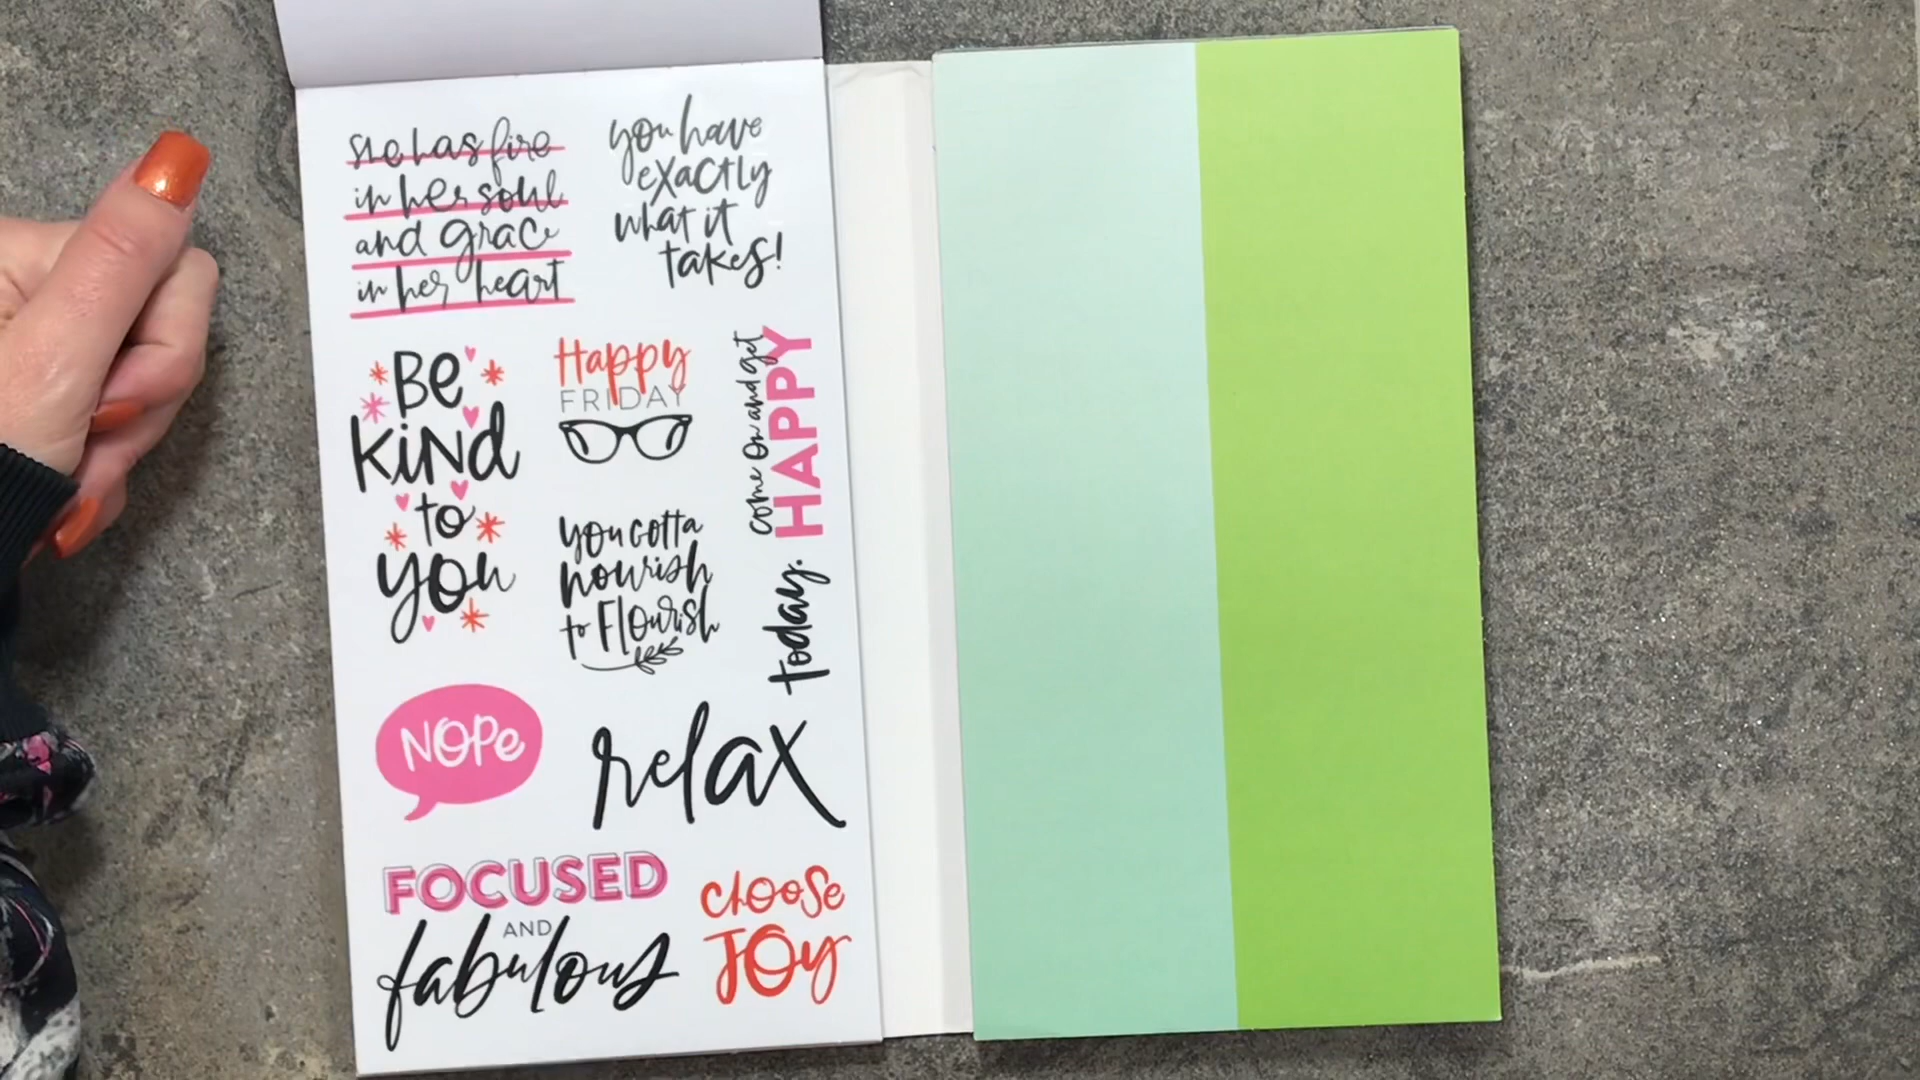 she has fire
in her soul
and grace
in her heart
you have
exactly
what it
takes!
Be
kiNd
to
you
Happy
FRIDAY
come on and get
HAPPY
today.
you gotta
nourish
to Flourish
NOPe
relax
FOCUSED
AND
fabulous
choose
JOy